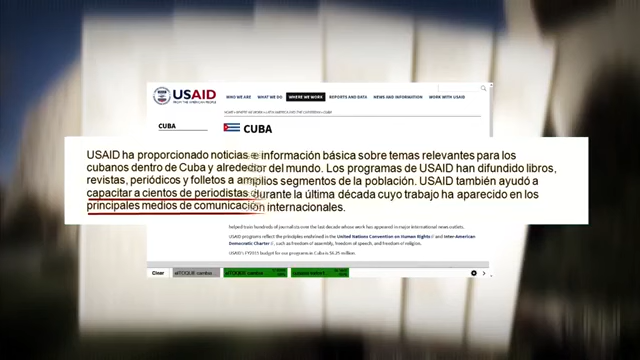 USAID
FROM THE AMERICAN PEOPLE
WHO WE ARE WHAT WE DO WHERE WE WORK REPORTS AND DATA NEWS AND INFORMATION WORK WITH USAID
CUBA
CUBA
USAID ha proporcionado noticias e información básica sobre temas relevantes para los
cubanos dentro de Cuba y alrededor del mundo. Los programas de USAID han difundido libros,
revistas, periódicos y folletos a amplios segmentos de la población. USAID también ayudó a
capacitar a cientos de periodistas durante la última década cuyo trabajo ha aparecido en los
principales medios de comunicación internacionales.
helped train hundreds of journalists over the last decade whose work has appeared in major international news outlets.
USAID programs reflect the principles enshrined in the United Nations Convention on Human Rights and Inter-American
Democratic Charter, such as freedom of assembly, freedom of speech, and freedom of religion.
USAID's FY2015 budget for our programs in Cuba is $6.25 million.